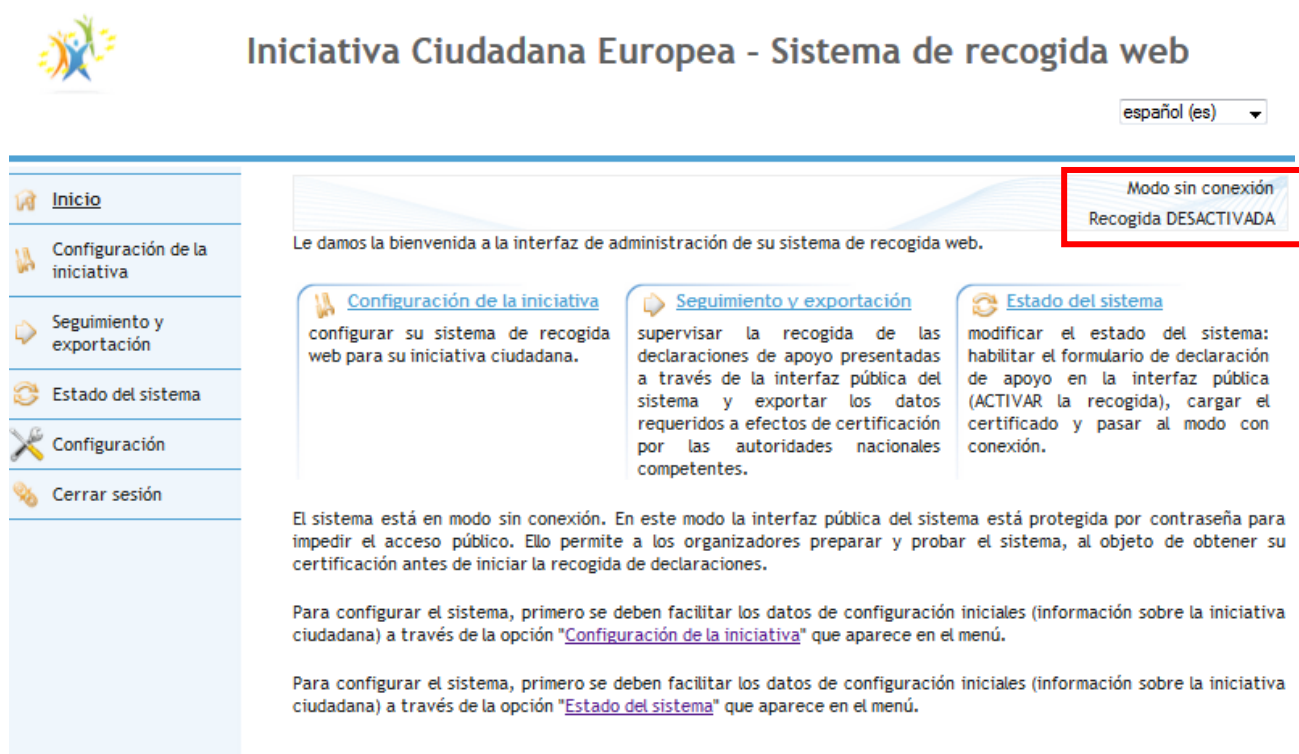 Iniciativa Ciudadana Europea - Sistema de recogida web
español (es)
Inicio
Configuración de la
iniciativa
Seguimiento y
exportación
Estado del sistema
Configuración
Cerrar sesión
Modo sin conexión
Recogida DESACTIVADA
Le damos la bienvenida a la interfaz de administración de su sistema de recogida web.
Configuración de la iniciativa
configurar su sistema de recogida
web para su iniciativa ciudadana.
Seguimiento y exportación
supervisar la recogida de las
declaraciones de apoyo presentadas
a través de la interfaz pública del
sistema y exportar los datos
requeridos a efectos de certificación
por las autoridades nacionales
competentes.
Estado del sistema
modificar el estado del sistema:
habilitar el formulario de declaración
de apoyo en la interfaz pública
(ACTIVAR la recogida), cargar el
certificado y pasar al modo con
conexión.
El sistema está en modo sin conexión. En este modo la interfaz pública del sistema está protegida por contraseña para
impedir el acceso público. Ello permite a los organizadores preparar y probar el sistema, al objeto de obtener su
certificación antes de iniciar la recogida de declaraciones.
Para configurar el sistema, primero se deben facilitar los datos de configuración iniciales (información sobre la iniciativa
ciudadana) a través de la opción "Configuración de la iniciativa" que aparece en el menú.
Para configurar el sistema, primero se deben facilitar los datos de configuración iniciales (información sobre la iniciativa
ciudadana) a través de la opción "Estado del sistema" que aparece en el menú.